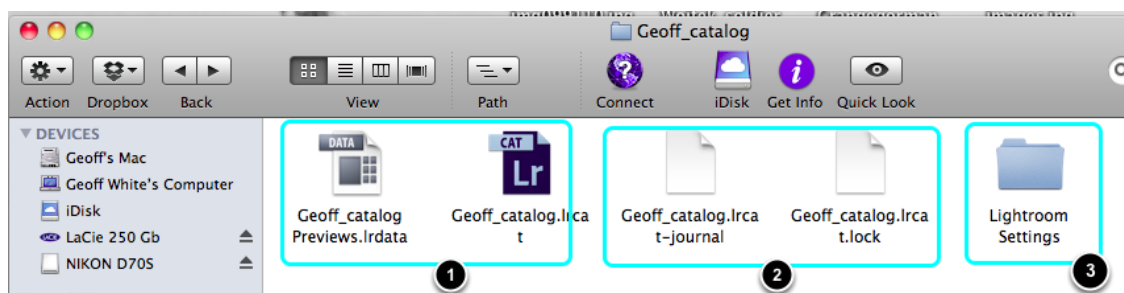 Geoff_catalog
Action Dropbox Back View Path Connect iDisk Get Info Quick Look
DEVICES
Geoff's Mac
Geoff White's Computer
iDisk
LaCie 250 Gb
NIKON D70S
DATA
CAT
Lr
Geoff_catalog
Previews.lrdata
Geoff_catalog.lrca
t
Geoff_catalog.lrca
t-journal
Geoff_catalog.lrca
t.lock
Lightroom
Settings
1
2
3